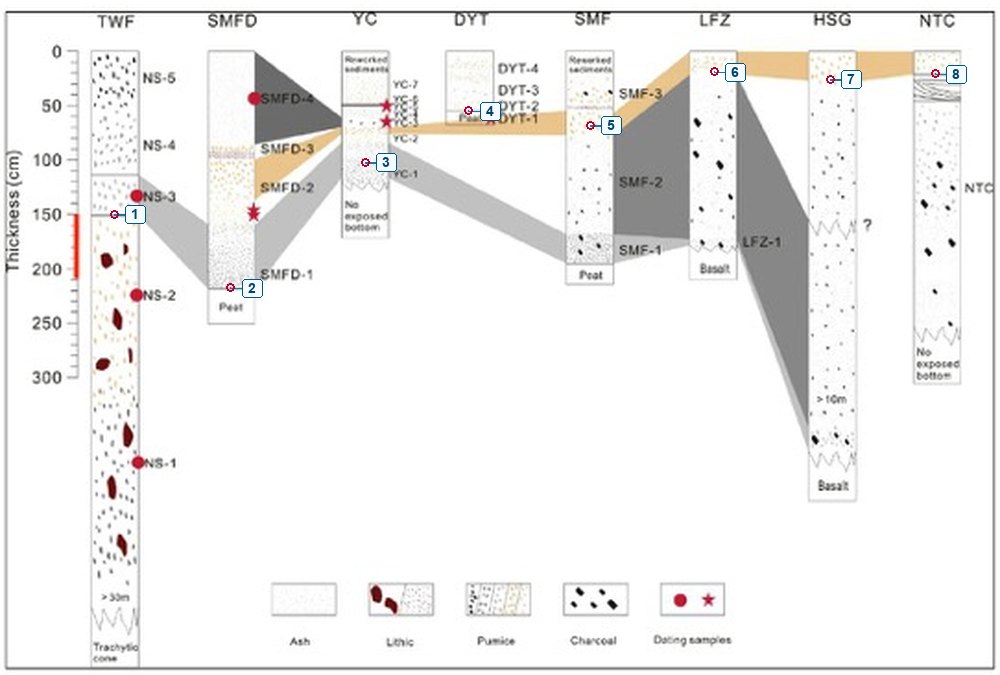 TWF SMFD YC DYT SMF LFZ HSG NTC
Thickness (cm)
0
50
100
150
200
250
300
NS-5
NS-4
NS-3
1
NS-2
NS-1
>30m
Trachytic
cone
SMFD-4
SMFD-3
SMFD-2
SMFD-1
2
Peat
Reworked
sediments
YC-7
YC-2
3
YC-1
No
exposed
bottom
DYT-4
DYT-3
DYT-2
4
DYT-1
Reworked
sediments
SMF-3
5
SMF-2
SMF-1
Peat
6
LFZ-1
Basalt
7
?
>10m
Basalt
8
NTC
No
exposed
bottom
Ash Lithic Pumice Charcoal Dating samples